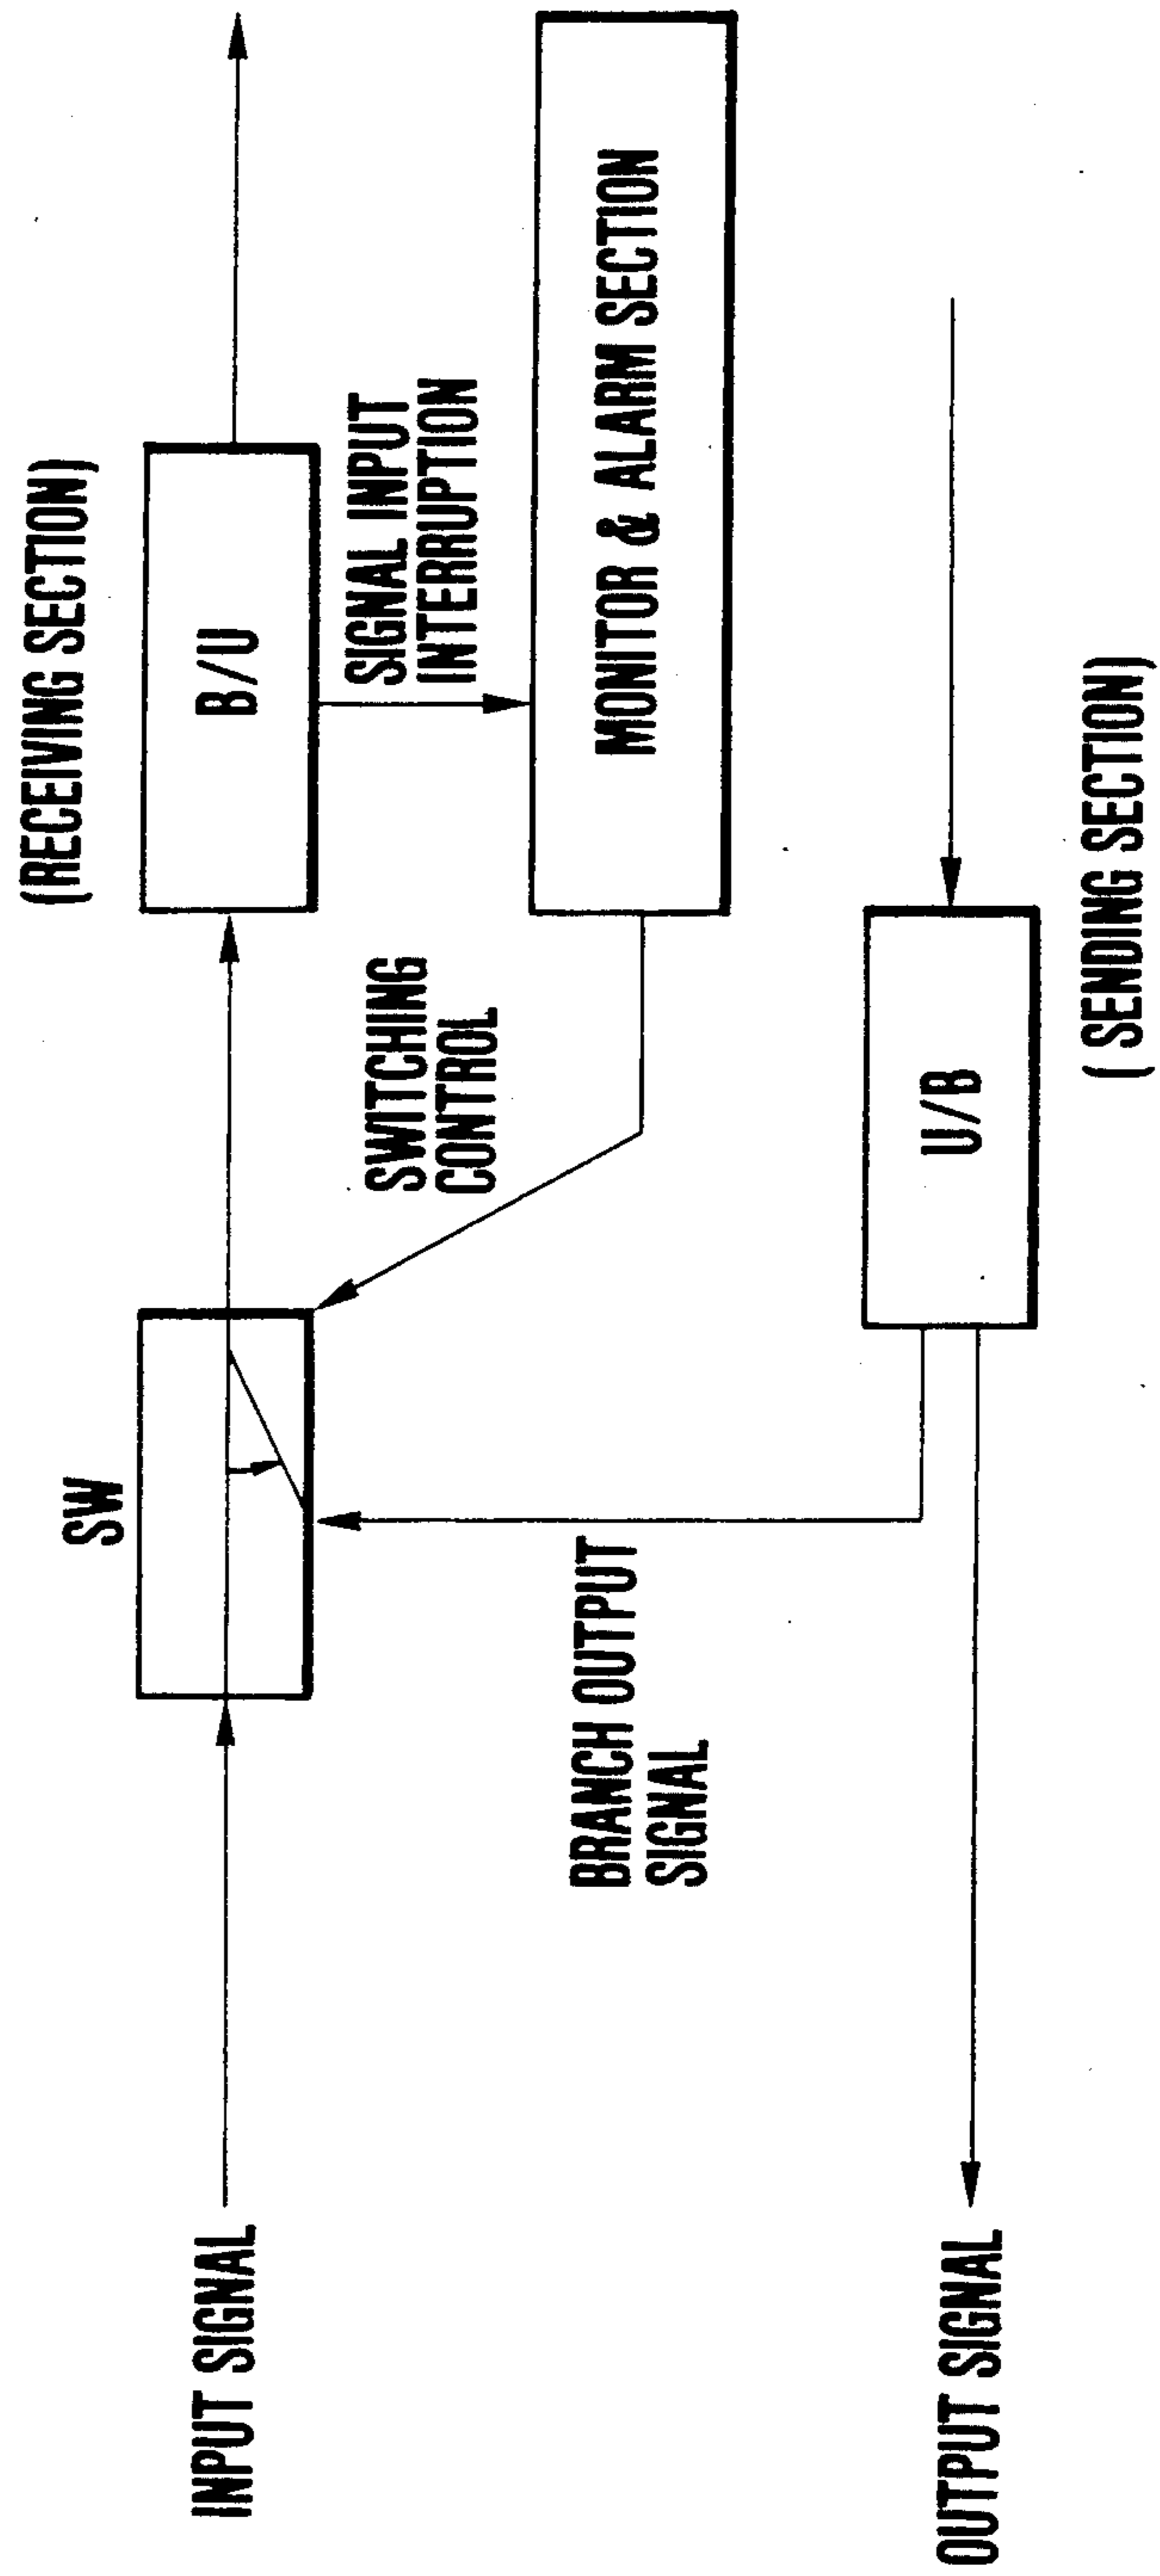 (RECEIVING SECTION)
SW
B/U
INPUT SIGNAL
SIGNAL INPUT
INTERRUPTION
SWITCHING
CONTROL
MONITOR & ALARM SECTION
BRANCH OUTPUT
SIGNAL
U/B
OUTPUT SIGNAL
( SENDING SECTION)